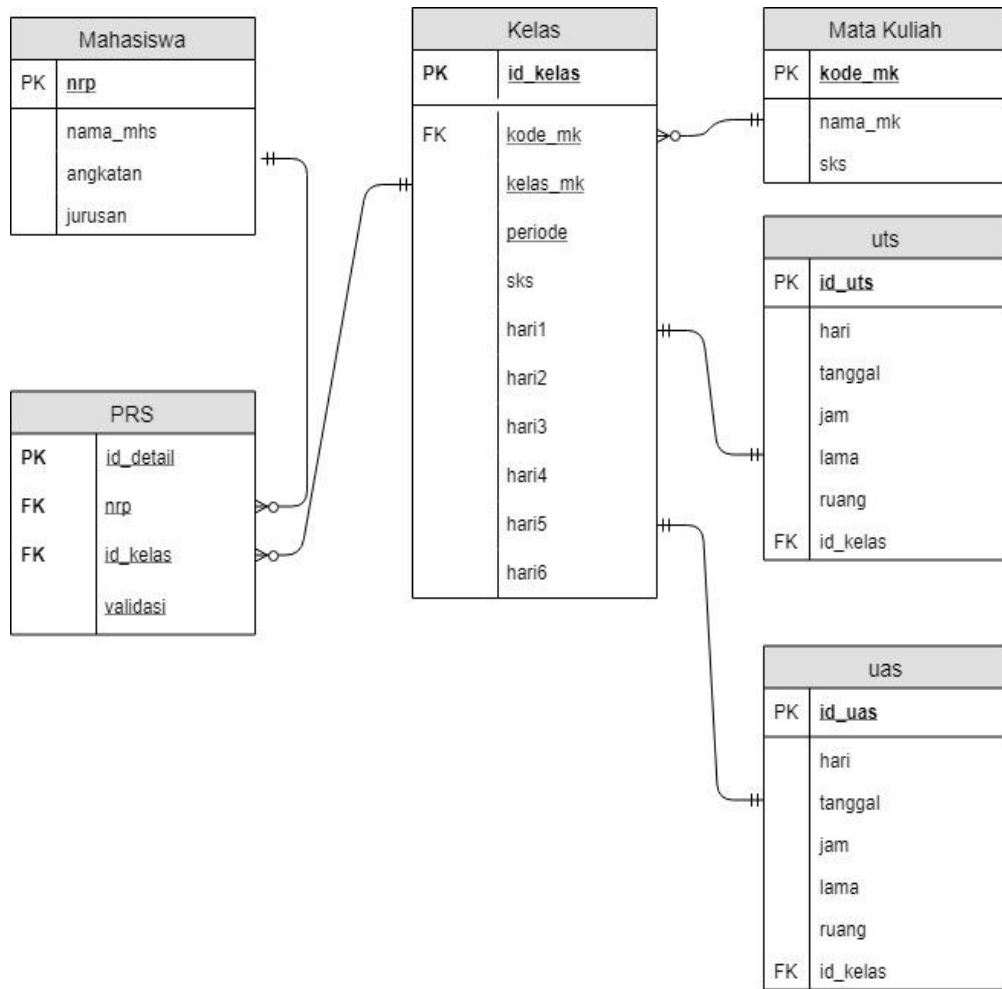 Mahasiswa
PK nrp
nama_mhs
angkatan
jurusan
PRS
PK id_detail
FK nrp
FK id_kelas
validasi
Kelas
PK id_kelas
FK kode_mk
kelas_mk
periode
sks
hari1
hari2
hari3
hari4
hari5
hari6
Mata Kuliah
PK kode_mk
nama_mk
sks
uts
PK id_uts
hari
tanggal
jam
lama
ruang
FK id_kelas
uas
PK id_uas
hari
tanggal
jam
lama
ruang
FK id_kelas